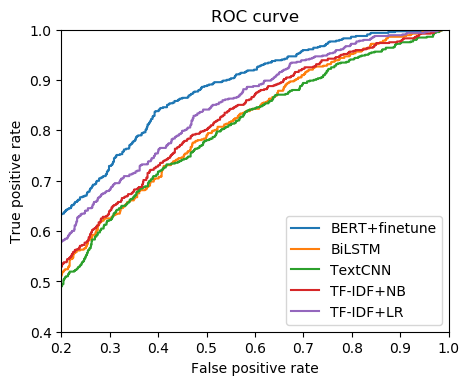 ROC curve
True positive rate
1.0
0.9
0.8
0.7
0.6
0.5
0.4
BERT+finetune
BiLSTM
TextCNN
TF-IDF+NB
TF-IDF+LR
0.2 0.3 0.4 0.5 0.6 0.7 0.8 0.9 1.0
False positive rate